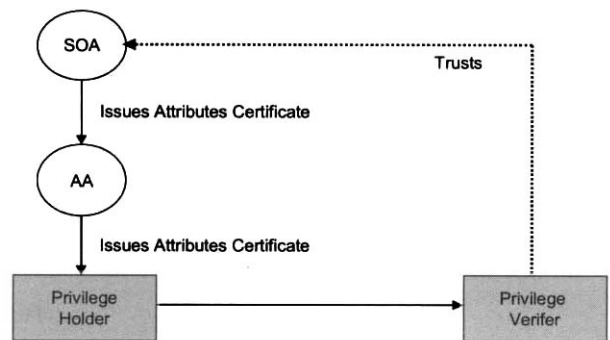 SOA
Trusts
Issues Attributes Certificate
AA
Issues Attributes Certificate
Privilege
Holder
Privilege
Verifer